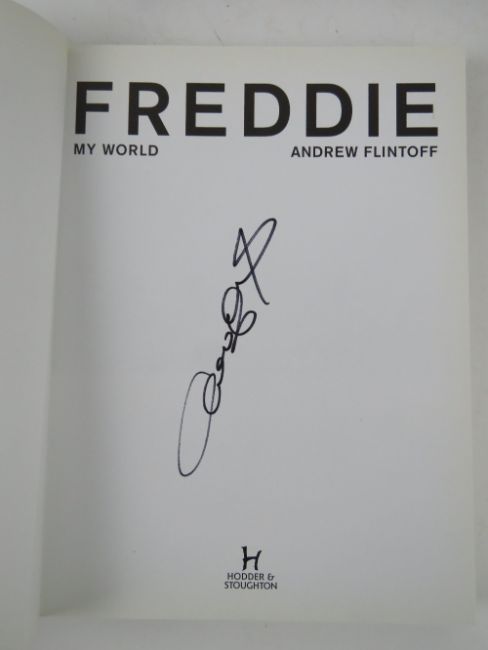 FREDDIE
MY WORLD ANDREW FLINTOFF
HODDER &
STOUGHTON